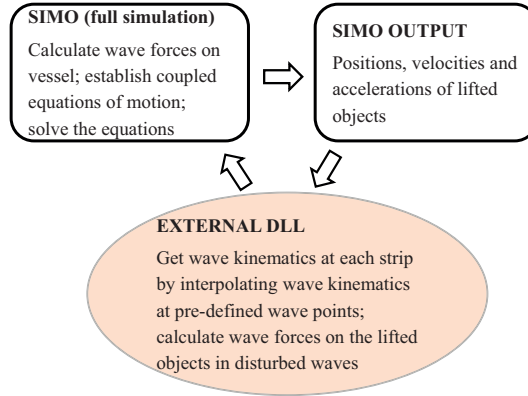 SIMO (full simulation)
Calculate wave forces on
vessel; establish coupled
equations of motion;
solve the equations
SIMO OUTPUT
Positions, velocities and
accelerations of lifted
objects
EXTERNAL DLL
Get wave kinematics at each strip
by interpolating wave kinematics
at pre-defined wave points;
calculate wave forces on the lifted
objects in disturbed waves